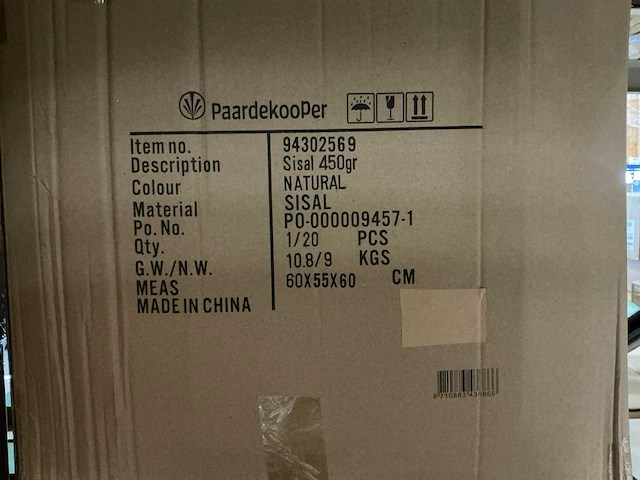 Paardekooper
Item no. 94302569
Description Sisal 450gr
Colour NATURAL
Material SISAL
Po. No. PO-000009457-1
Qty. 1/20 PCS
G.W./N.W. 10.8/9 KGS
MEAS 60X55X60 CM
MADE IN CHINA